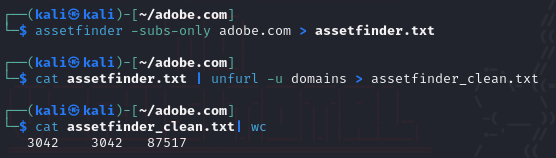 ┌──(kali㉿kali)-[~/adobe.com]
└─$ assetfinder -subs-only adobe.com > assetfinder.txt
┌──(kali㉿kali)-[~/adobe.com]
└─$ cat assetfinder.txt | unfurl -u domains > assetfinder_clean.txt
┌──(kali㉿kali)-[~/adobe.com]
└─$ cat assetfinder_clean.txt| wc
3042 3042 87517